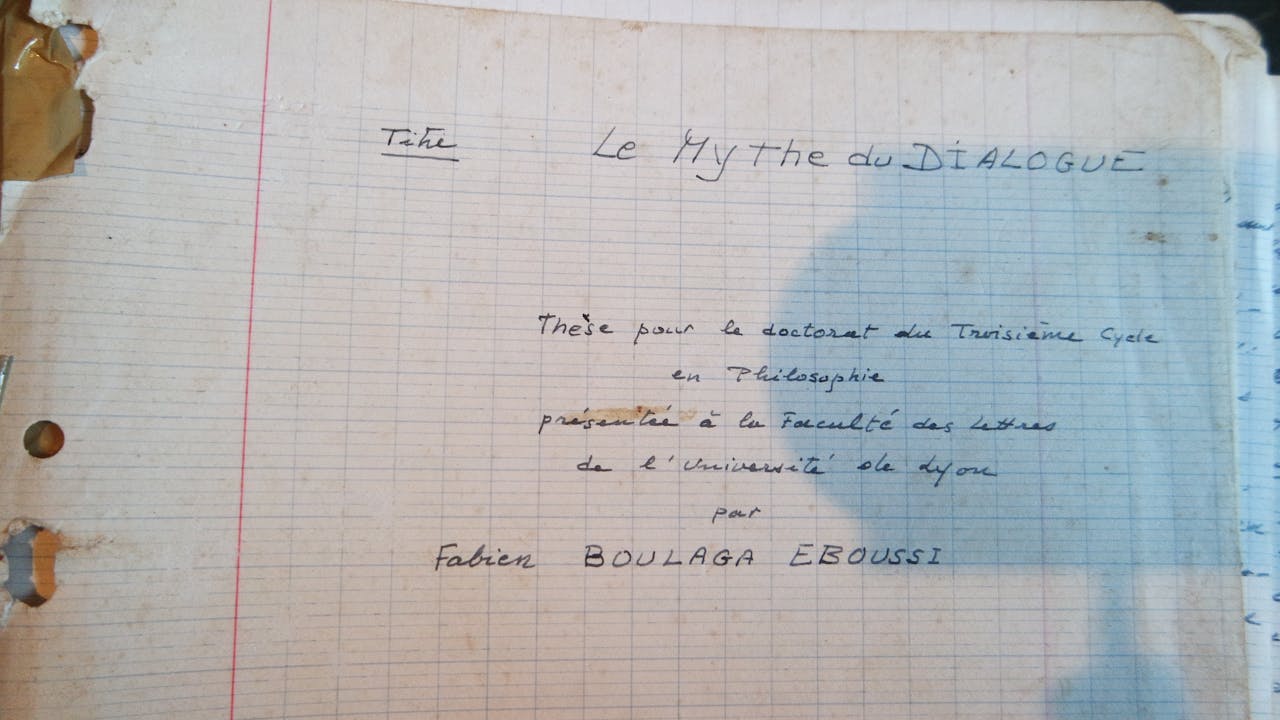 Titre Le Mythe du DIALOGUE
Thèse pour le doctorat du Troisième Cycle
en Philosophie
présentée à la Faculté des Lettres
de l'Université de Lyon
par
Fabien BOULAGA EBOUSSI